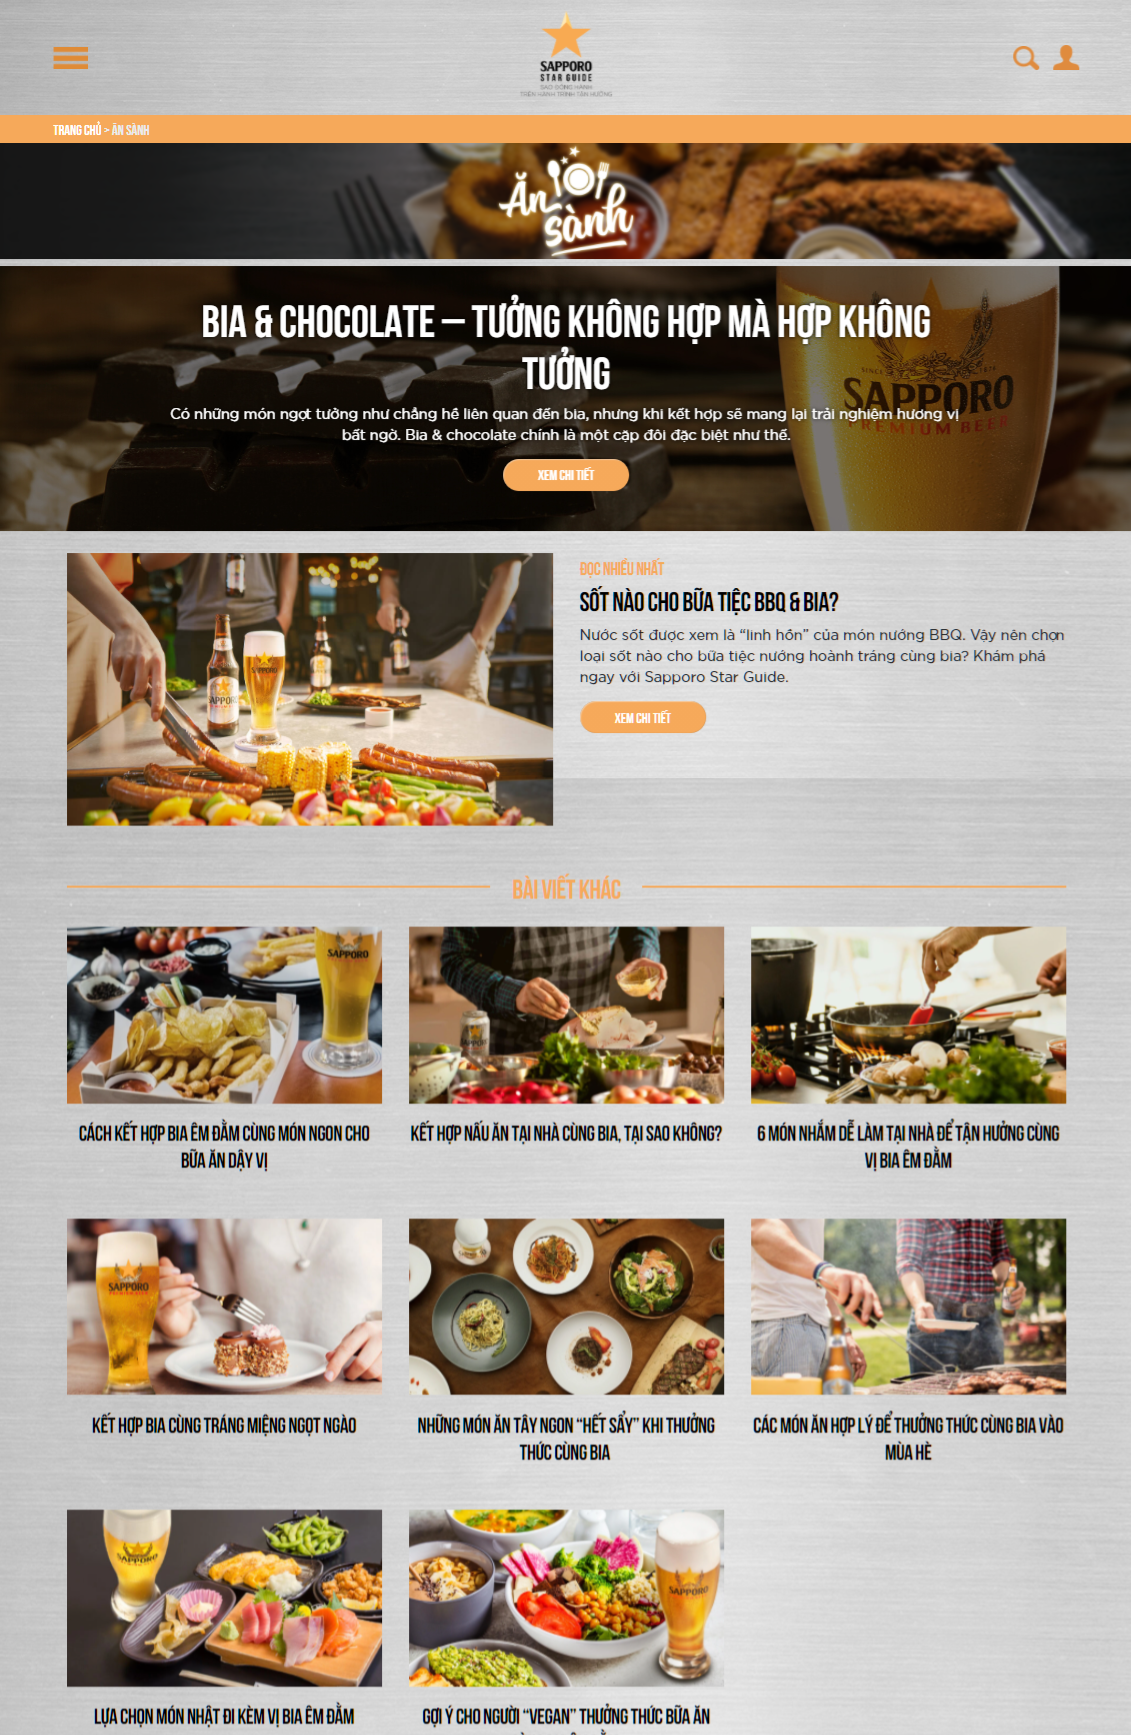 SAPPORO
STAR GUIDE
SAO ĐỒNG HÀNH
TRÊN HÀNH TRÌNH TẬN HƯỞNG
TRANG CHỦ > ĂN SÀNH
Ăn
sành
BIA & CHOCOLATE – TƯỞNG KHÔNG HỢP MÀ HỢP KHÔNG
TƯỞNG
Có những món ngọt tưởng như chẳng hề liên quan đến bia, nhưng khi kết hợp sẽ mang lại trải nghiệm hương vị
bất ngờ. Bia & chocolate chính là một cặp đôi đặc biệt như thế.
XEM CHI TIẾT
SAPPORO
PREMIUM BEER
ĐỌC NHIỀU NHẤT
SỐT NÀO CHO BỮA TIỆC BBQ & BIA?
Nước sốt được xem là “linh hồn” của món nướng BBQ. Vậy nên chọn
loại sốt nào cho bữa tiệc nướng hoành tráng cùng bia? Khám phá
ngay với Sapporo Star Guide.
XEM CHI TIẾT
BÀI VIẾT KHÁC
SAPPORO
CÁCH KẾT HỢP BIA ÊM ĐẰM CÙNG MÓN NGON CHO
BỮA ĂN DẬY VỊ
KẾT HỢP NẤU ĂN TẠI NHÀ CÙNG BIA, TẠI SAO KHÔNG?
6 MÓN NHẮM DỄ LÀM TẠI NHÀ ĐỂ TẬN HƯỞNG CÙNG
VỊ BIA ÊM ĐẰM
SAPPORO
KẾT HỢP BIA CÙNG TRÁNG MIỆNG NGỌT NGÀO
NHỮNG MÓN ĂN TÂY NGON “HẾT SẨY” KHI THƯỞNG
THỨC CÙNG BIA
CÁC MÓN ĂN HỢP LÝ ĐỂ THƯỞNG THỨC CÙNG BIA VÀO
MÙA HÈ
SAPPORO
SAPPORO
LỰA CHỌN MÓN NHẬT ĐI KÈM VỊ BIA ÊM ĐẰM
GỢI Ý CHO NGƯỜI “VEGAN” THƯỞNG THỨC BỮA ĂN